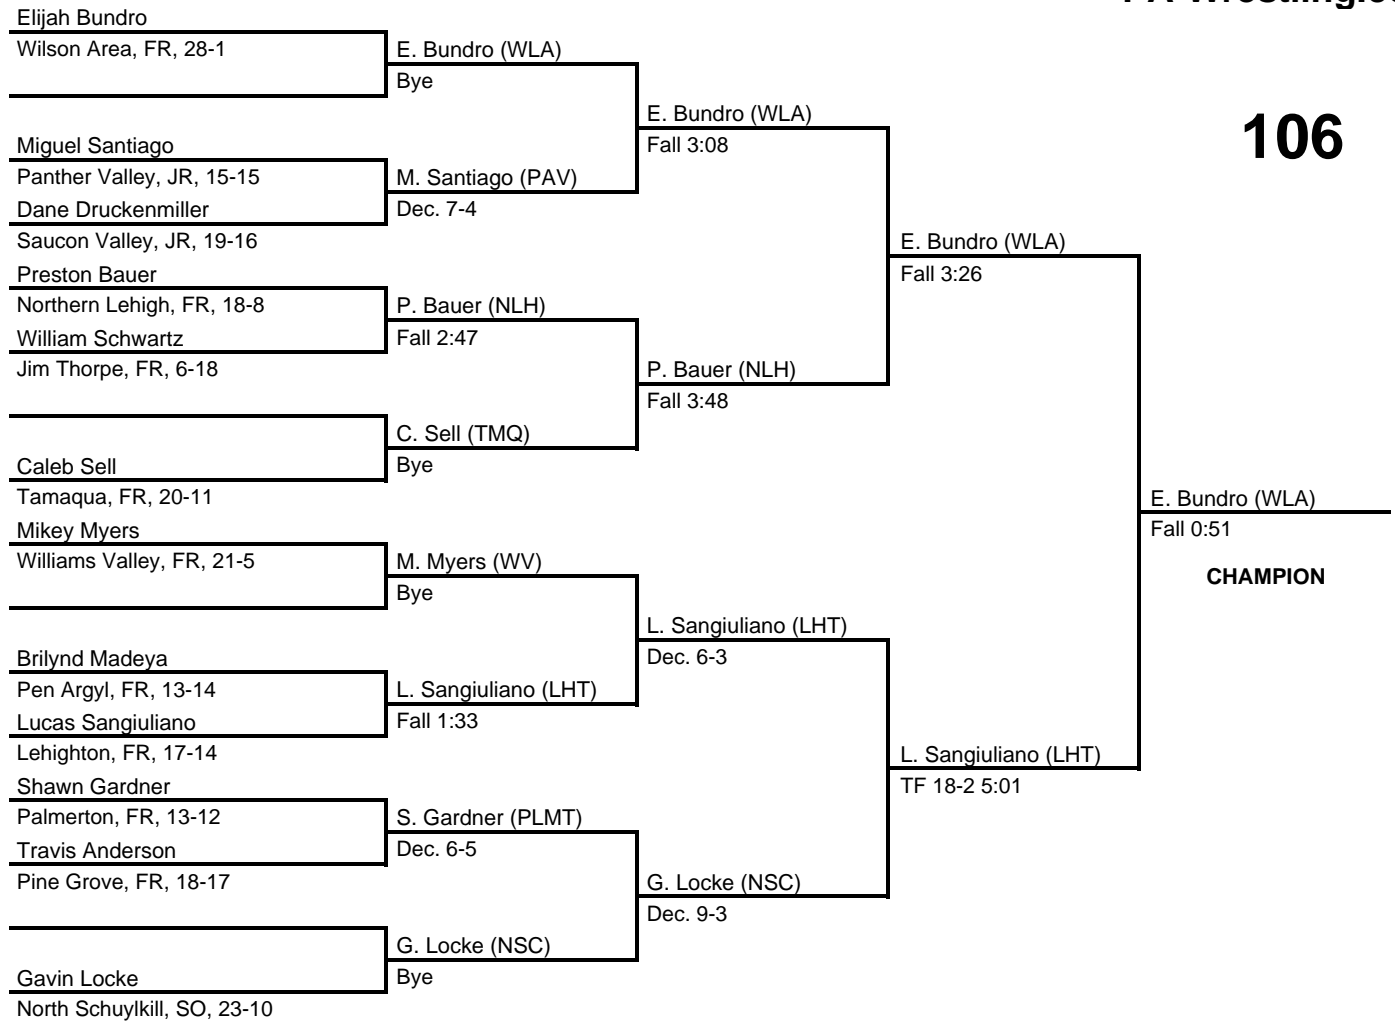 Elijah Bundro
Wilson Area, FR, 28-1
E. Bundro (WLA)
Bye
E. Bundro (WLA)
Fall 3:08
106
Miguel Santiago
Panther Valley, JR, 15-15
M. Santiago (PAV)
Dane Druckenmiller
Dec. 7-4
Saucon Valley, JR, 19-16
E. Bundro (WLA)
Fall 3:26
Preston Bauer
Northern Lehigh, FR, 18-8
P. Bauer (NLH)
William Schwartz
Fall 2:47
Jim Thorpe, FR, 6-18
P. Bauer (NLH)
Fall 3:48
C. Sell (TMQ)
Bye
Caleb Sell
Tamaqua, FR, 20-11
E. Bundro (WLA)
Fall 0:51
CHAMPION
Mikey Myers
Williams Valley, FR, 21-5
M. Myers (WV)
Bye
L. Sangiuliano (LHT)
Dec. 6-3
Brilynd Madeya
Pen Argyl, FR, 13-14
L. Sangiuliano (LHT)
Lucas Sangiuliano
Fall 1:33
Lehighton, FR, 17-14
L. Sangiuliano (LHT)
TF 18-2 5:01
Shawn Gardner
Palmerton, FR, 13-12
S. Gardner (PLMT)
Travis Anderson
Dec. 6-5
Pine Grove, FR, 18-17
G. Locke (NSC)
Dec. 9-3
G. Locke (NSC)
Bye
Gavin Locke
North Schuylkill, SO, 23-10